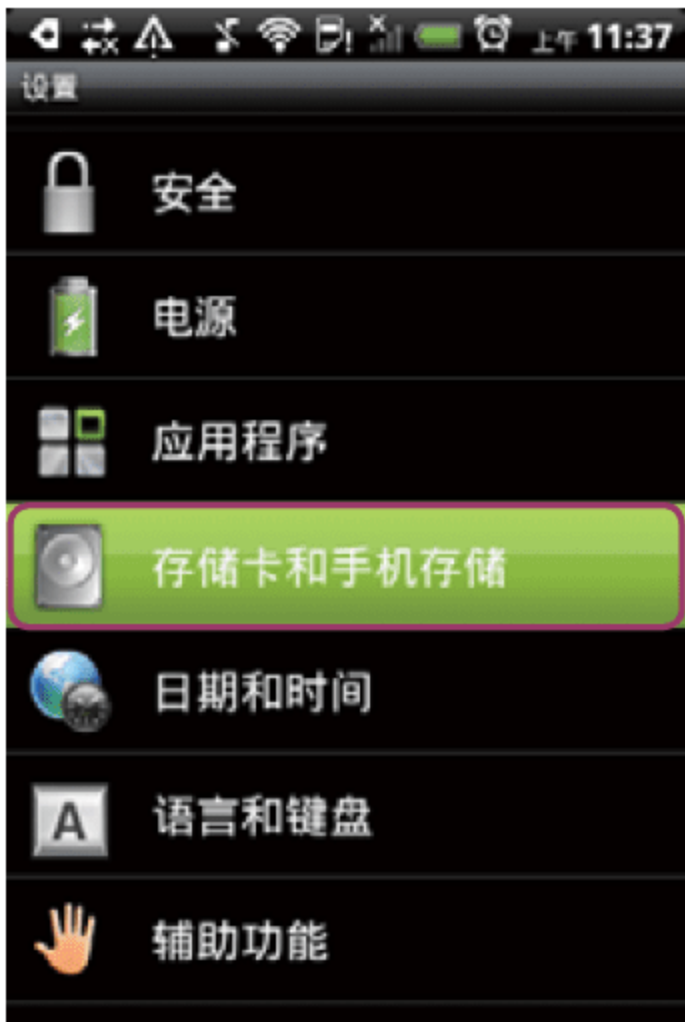 上午 11:37
设置
安全
电源
应用程序
存储卡和手机存储
日期和时间
A 语言和键盘
辅助功能